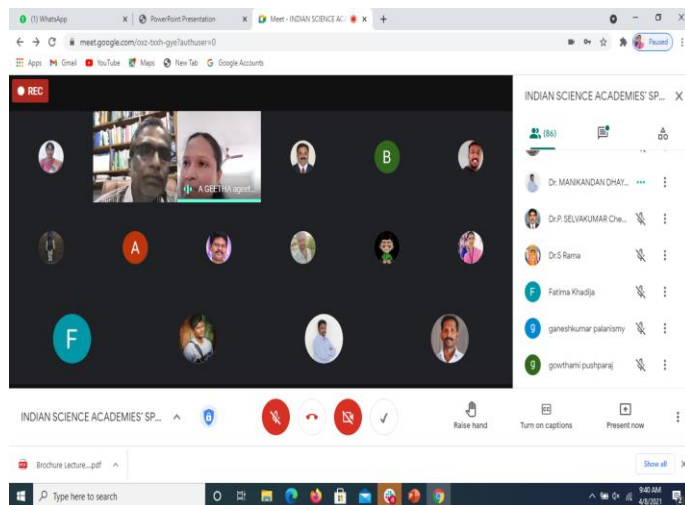 (1) WhatsApp
PowerPoint Presentation
Meet - INDIAN SCIENCE AC
meet.google.com/oxz-txxh-gye?authuser=0
Paused
Apps
Gmail
YouTube
Maps
New Tab
Google Accounts
REC
INDIAN SCIENCE ACADEMIES' SP...
(86)
B
A GEETHA ageet...
A
F
Dr. MANIKANDAN DHAY...
Dr.P. SELVAKUMAR Che...
Dr.S Rama
F Fatima Khadija
g ganeshkumar palanismy
g gowthami pushparaj
INDIAN SCIENCE ACADEMIES' SP...
Raise hand
Turn on captions
Present now
Brochure Lecture....pdf
Show all
Type here to search
9:40 AM
4/8/2021